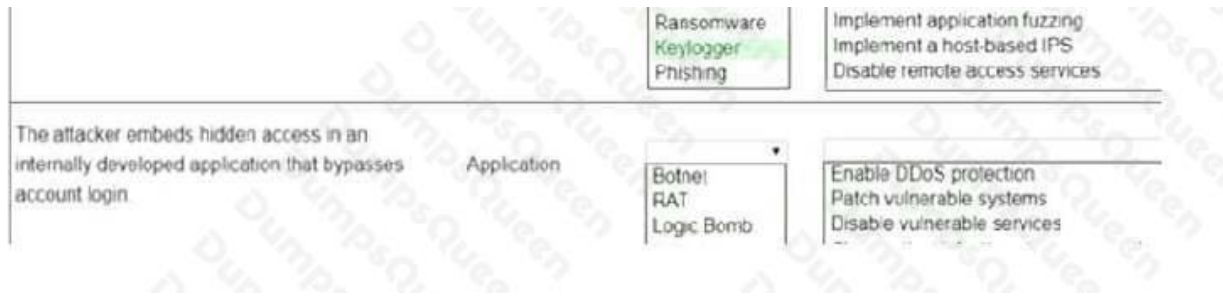 Ransomware
Keylogger
Phishing
Implement application fuzzing
Implement a host-based IPS
Disable remote access services
The attacker embeds hidden access in an
internally developed application that bypasses
account login
Application
Botnet
RAT
Logic Bomb
Enable DDoS protection
Patch vulnerable systems
Disable vulnerable services
DumpsQueen